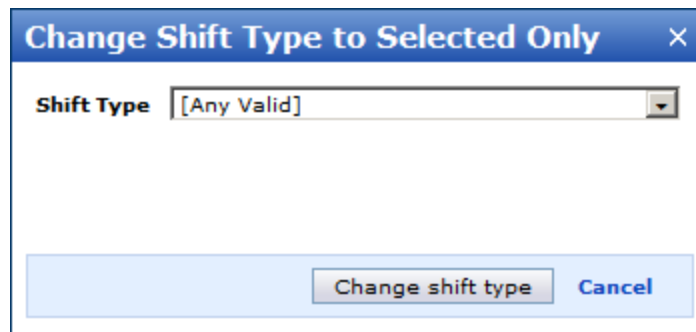 Change Shift Type to Selected Only
Shift Type [Any Valid]
Change shift type Cancel